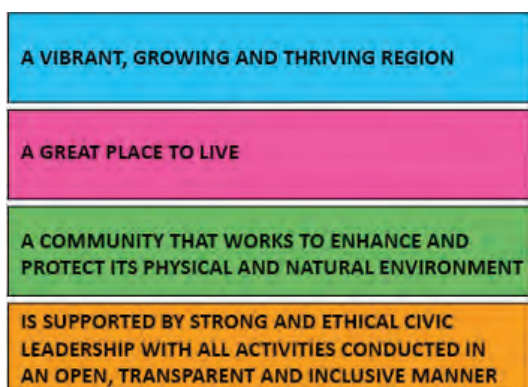 A VIBRANT, GROWING AND THRIVING REGION
A GREAT PLACE TO LIVE
A COMMUNITY THAT WORKS TO ENHANCE AND
PROTECT ITS PHYSICAL AND NATURAL ENVIRONMENT
IS SUPPORTED BY STRONG AND ETHICAL CIVIC
LEADERSHIP WITH ALL ACTIVITIES CONDUCTED IN
AN OPEN, TRANSPARENT AND INCLUSIVE MANNER